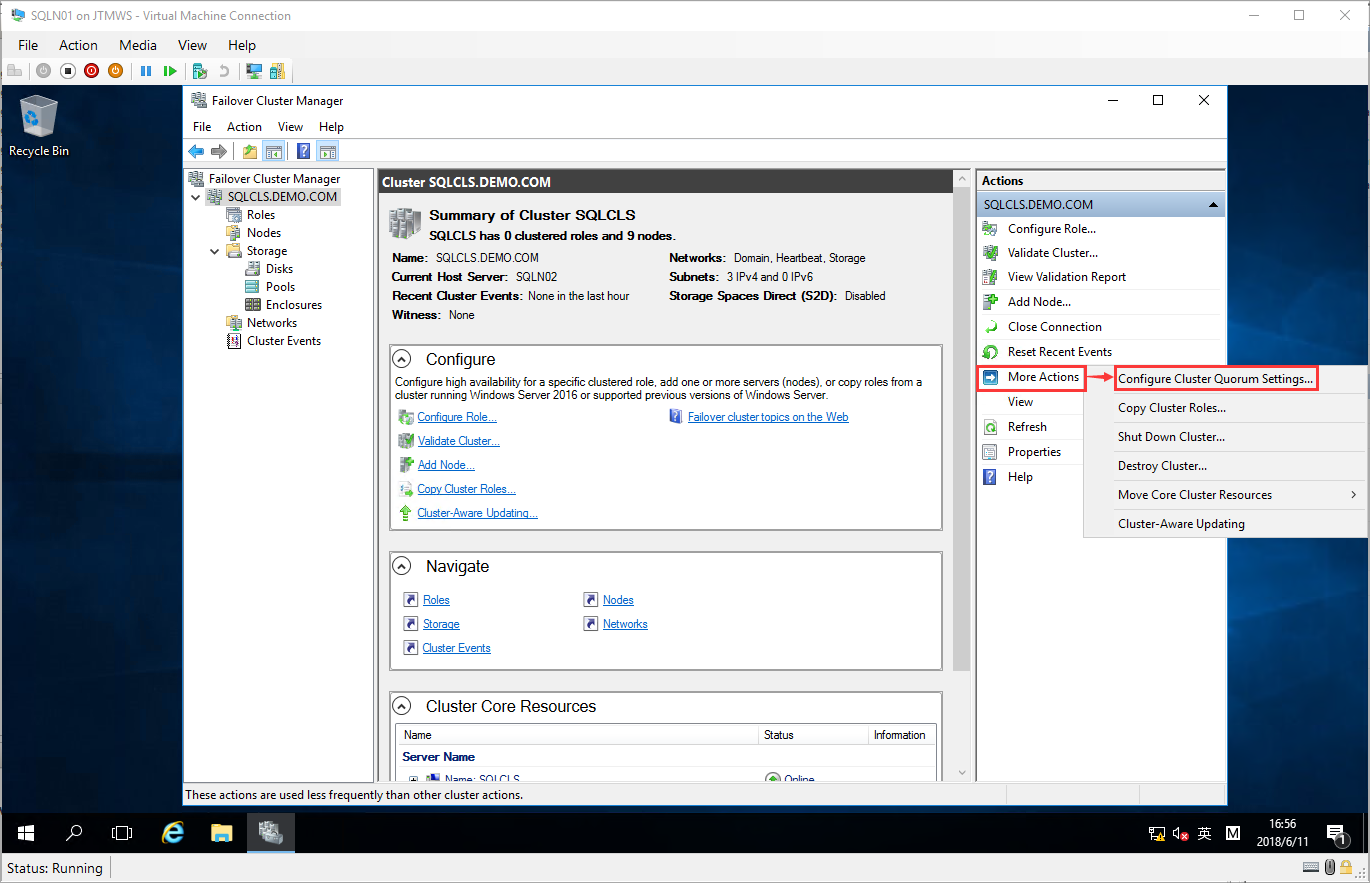 SQLN01 on JTMWS - Virtual Machine Connection
File Action Media View Help
Recycle Bin
Failover Cluster Manager
File Action View Help
Failover Cluster Manager
SQLCLS.DEMO.COM
Roles
Nodes
Storage
Disks
Pools
Enclosures
Networks
Cluster Events
Cluster SQLCLS.DEMO.COM
Summary of Cluster SQLCLS
SQLCLS has 0 clustered roles and 9 nodes.
Name: SQLCLS.DEMO.COM
Networks: Domain, Heartbeat, Storage
Current Host Server: SQLN02
Subnets: 3 IPv4 and 0 IPv6
Recent Cluster Events: None in the last hour
Storage Spaces Direct (S2D): Disabled
Witness: None
Configure
Configure high availability for a specific clustered role, add one or more servers (nodes), or copy roles from a
cluster running Windows Server 2016 or supported previous versions of Windows Server.
Configure Role...
Failover cluster topics on the Web
Validate Cluster...
Add Node...
Copy Cluster Roles...
Cluster-Aware Updating...
Navigate
Roles
Nodes
Storage
Networks
Cluster Events
Cluster Core Resources
Name Status Information
Server Name
Name: SQLCLS Online
Actions
SQLCLS.DEMO.COM
Configure Role...
Validate Cluster...
View Validation Report
Add Node...
Close Connection
Reset Recent Events
More Actions
View
Refresh
Properties
Help
Configure Cluster Quorum Settings...
Copy Cluster Roles...
Shut Down Cluster...
Destroy Cluster...
Move Core Cluster Resources
Cluster-Aware Updating
These actions are used less frequently than other cluster actions.
英 M
16:56
2018/6/11
1
Status: Running